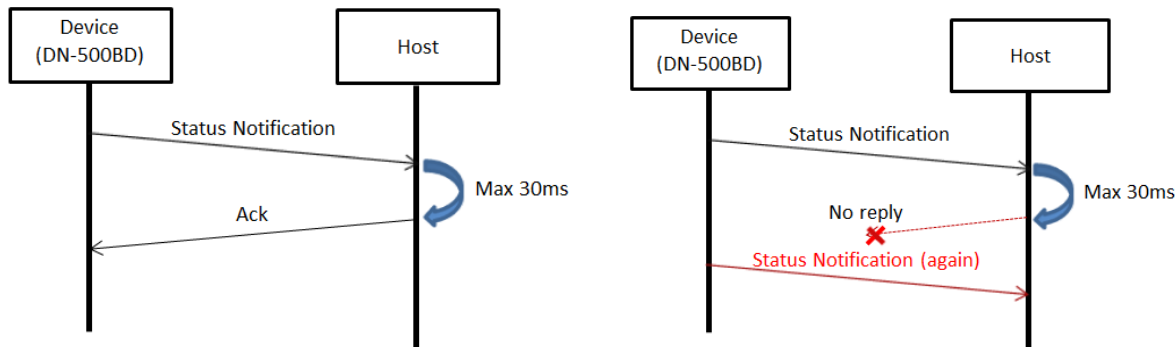 Device
(DN-500BD)
Host
Status Notification
Max 30ms
Ack
Device
(DN-500BD)
Host
Status Notification
Max 30ms
No reply
Status Notification (again)